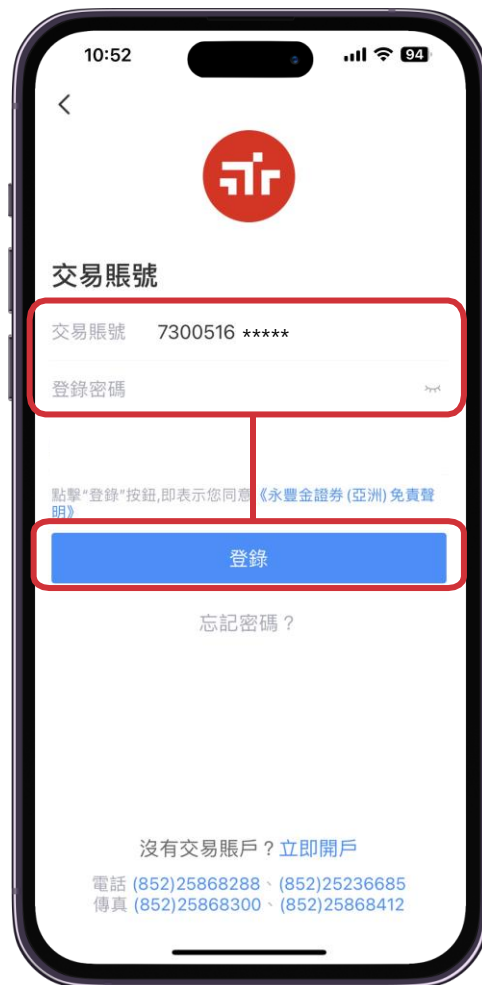 10:52
94
交易賬號
交易賬號 7300516 *****
登錄密碼
點擊“登錄”按鈕,即表示您同意《永豐金證券(亞洲)免責聲
明》
登錄
忘記密碼？
沒有交易賬戶？立即開戶
電話 (852)25868288、(852)25236685
傳真 (852)25868300、(852)25868412